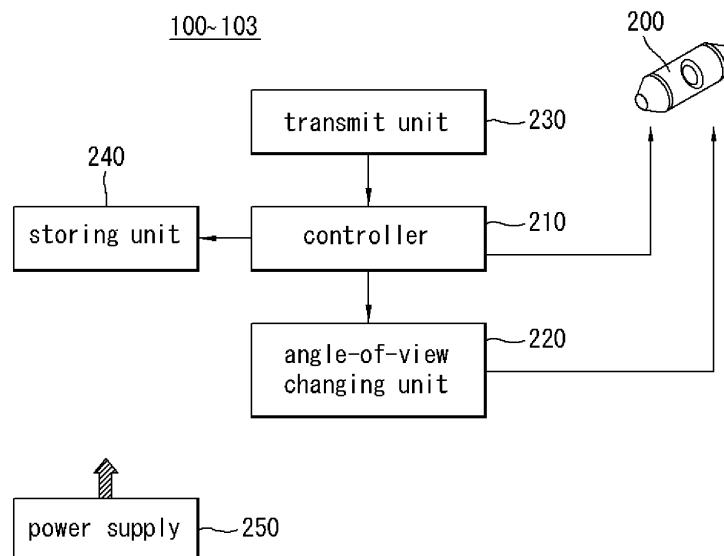 100~103
200
transmit unit
230
240
storing unit
controller
210
angle-of-view
changing unit
220
power supply
250